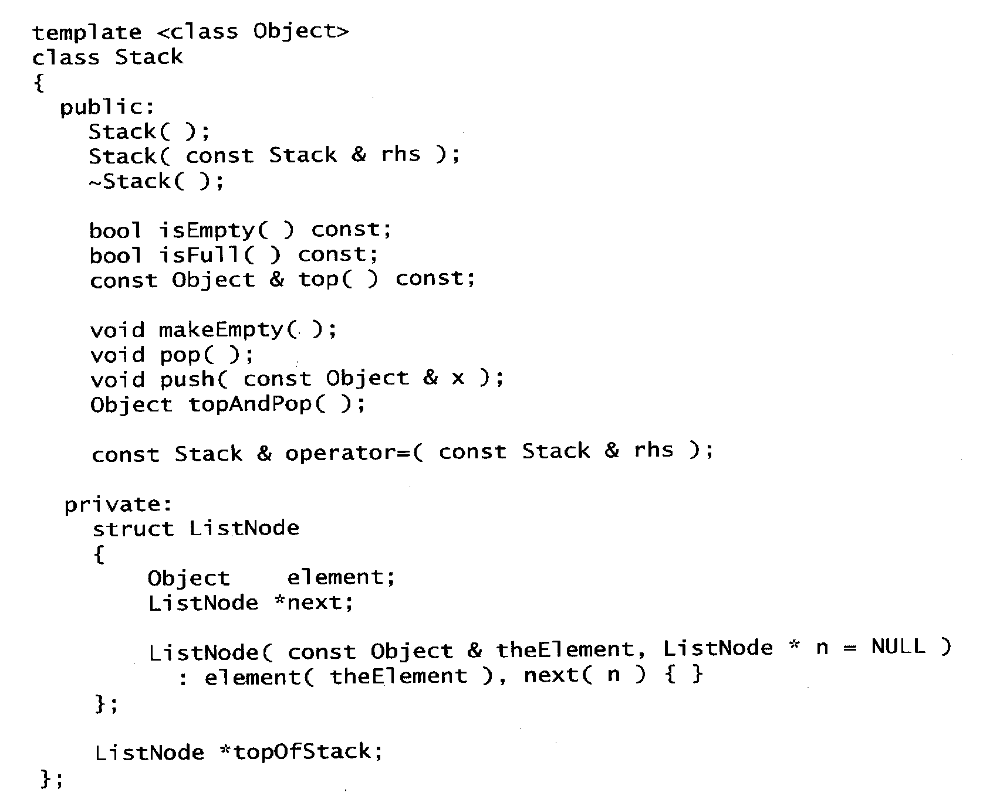 template <class Object>
class Stack
{
  public:
    Stack( );
    Stack( const Stack & rhs );
    ~Stack( );

    bool isEmpty( ) const;
    bool isFull( ) const;
    const Object & top( ) const;

    void makeEmpty( );
    void pop( );
    void push( const Object & x );
    Object topAndPop( );

    const Stack & operator=( const Stack & rhs );

  private:
    struct ListNode
    {
        Object    element;
        ListNode *next;

        ListNode( const Object & theElement, ListNode * n = NULL )
          : element( theElement ), next( n ) { }
    };

    ListNode *topOfStack;
};